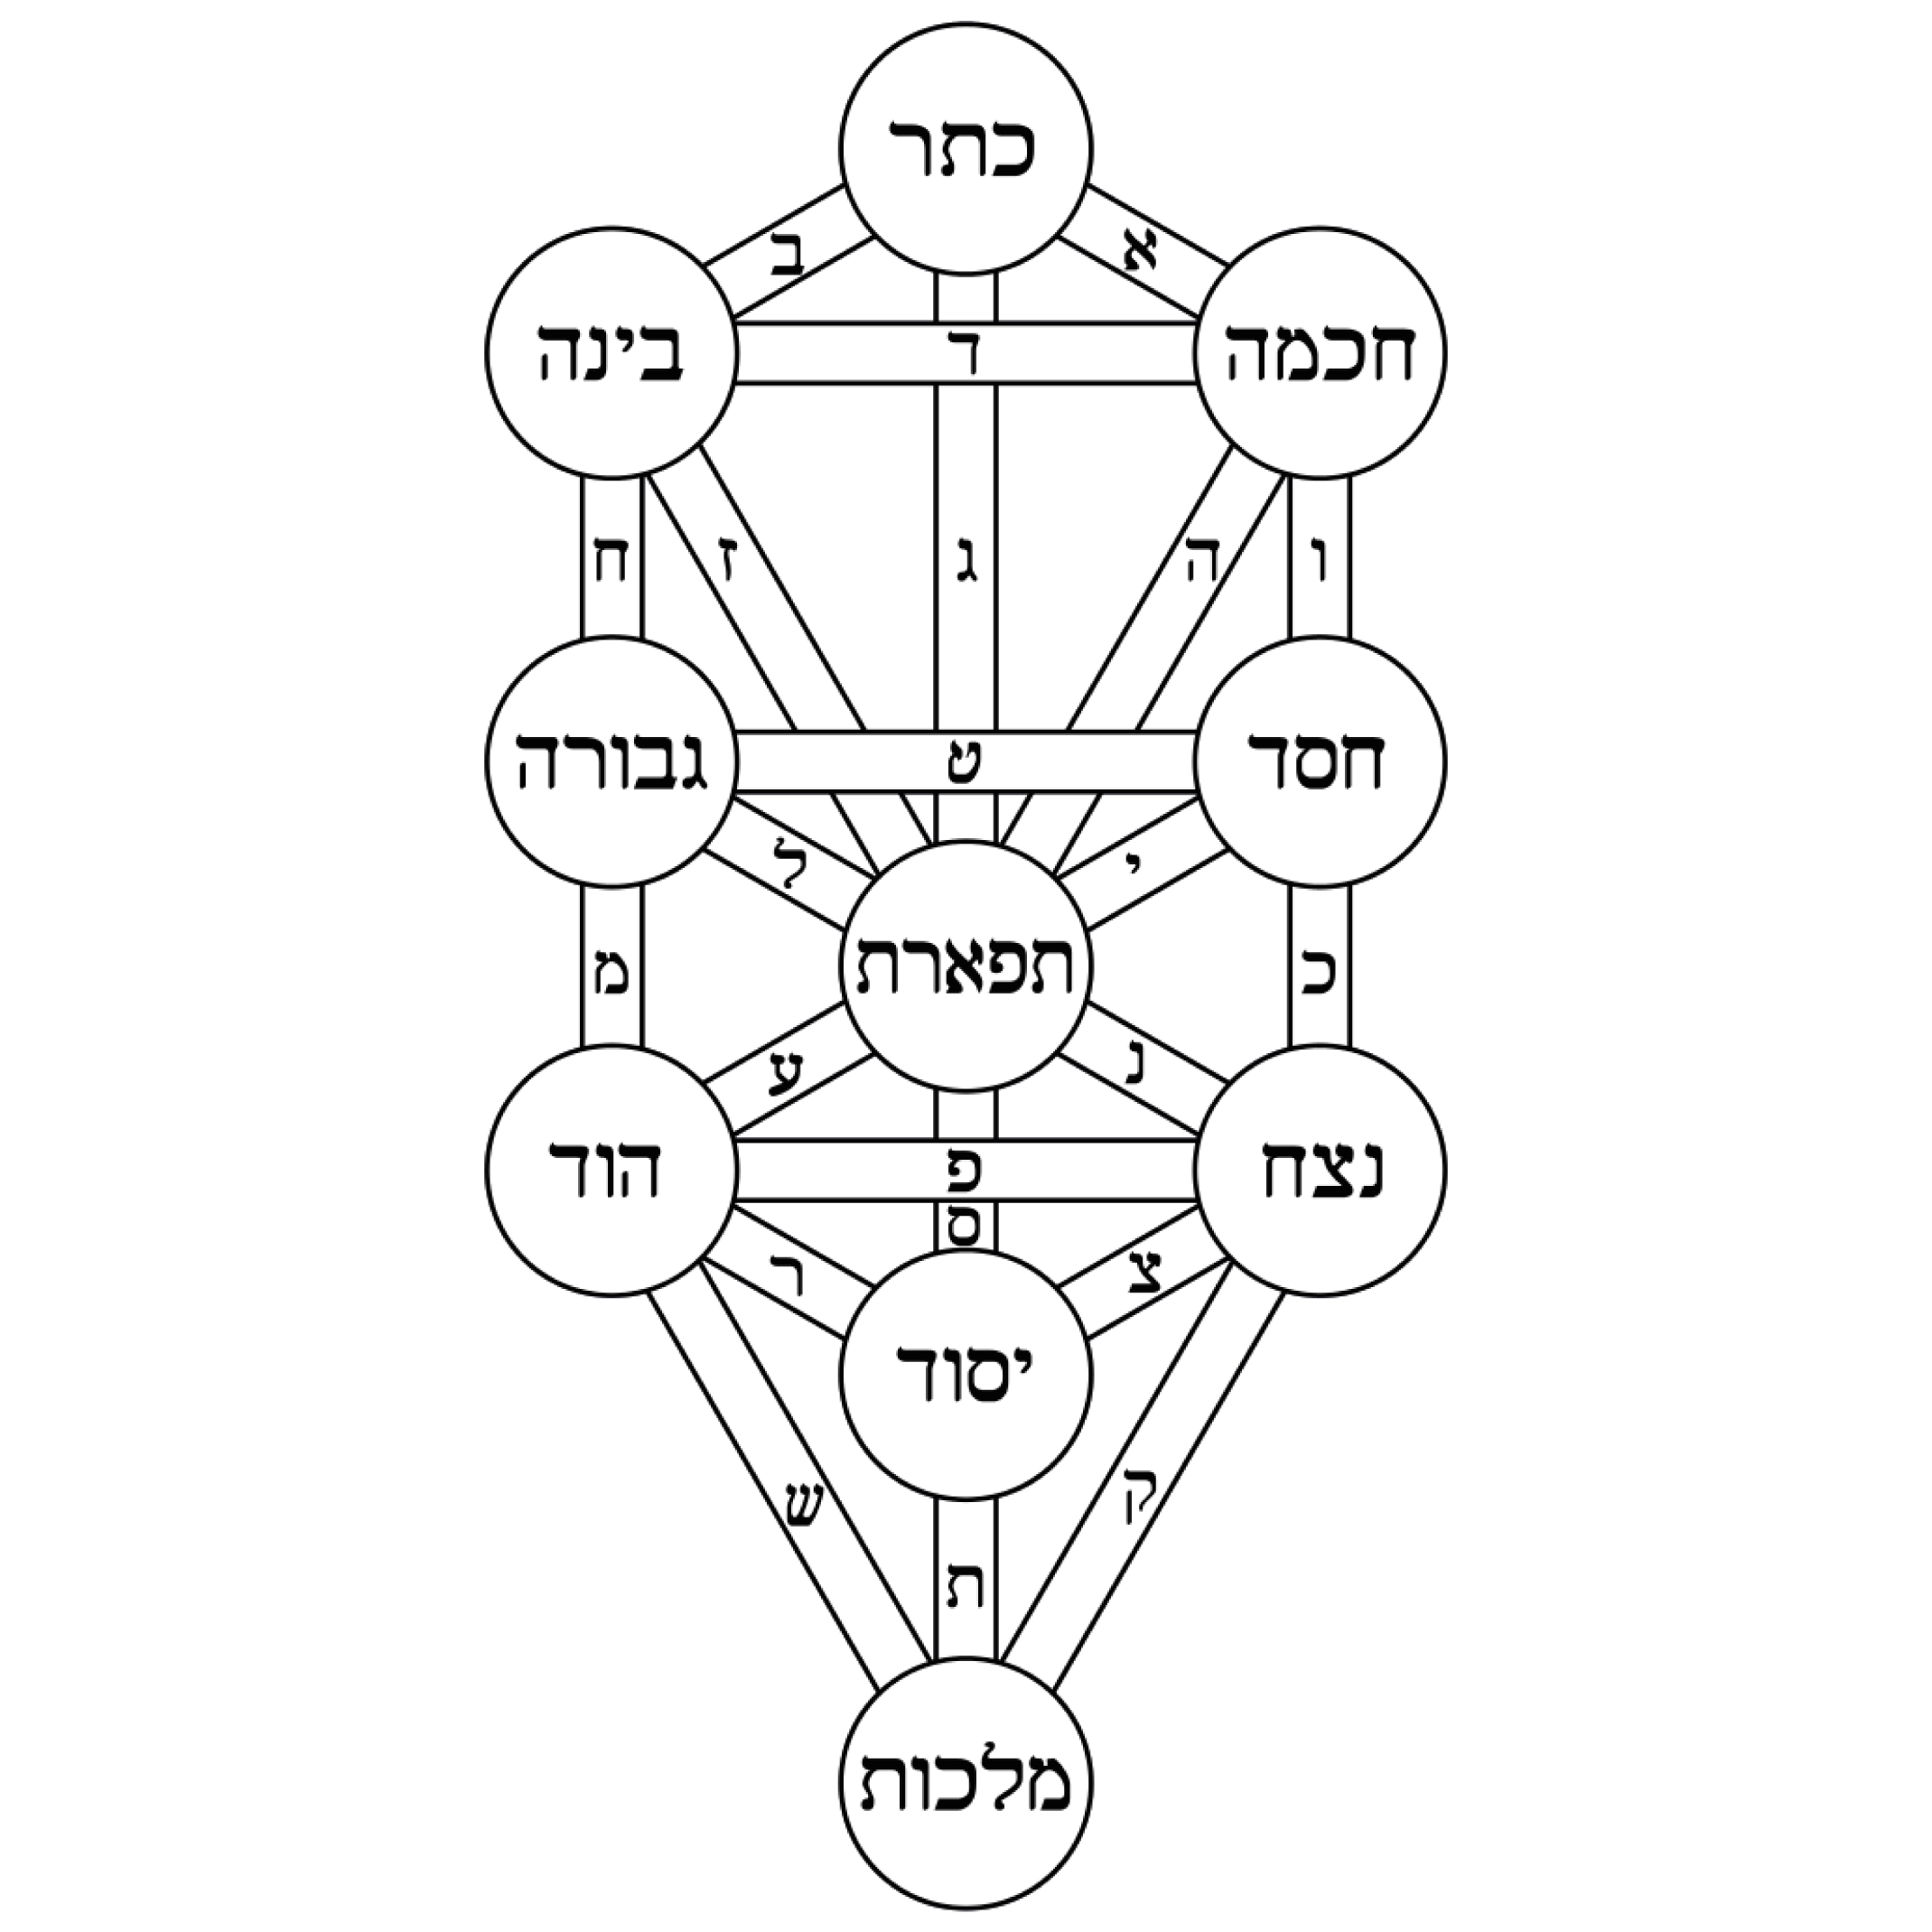 כתר
א
ב
חכמה
ד
בינה
ו
ה
ג
ז
ח
חסד
ט
גבורה
י
ל
תפארת
כ
מ
נ
ע
נצח
פ
הוד
ס
צ
ר
יסוד
ק
ש
ת
מלכות